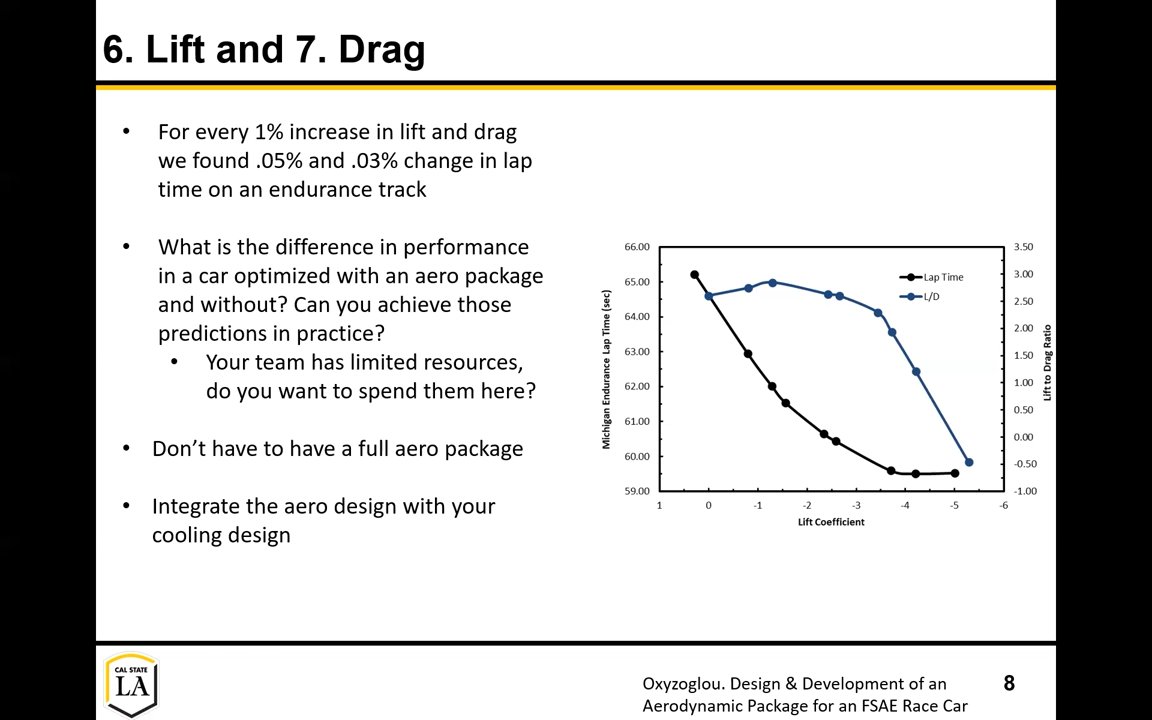 6. Lift and 7. Drag
• For every 1% increase in lift and drag
we found .05% and .03% change in lap
time on an endurance track
• What is the difference in performance
in a car optimized with an aero package
and without? Can you achieve those
predictions in practice?
• Your team has limited resources,
do you want to spend them here?
• Don’t have to have a full aero package
• Integrate the aero design with your
cooling design
Michigan Endurance Lap Time (sec)
66.00
65.00
64.00
63.00
62.00
61.00
60.00
59.00
Lap Time
L/D
3.50
3.00
2.50
2.00
1.50
1.00
0.50
0.00
-0.50
-1.00
Lift to Drag Ratio
1 0 -1 -2 -3 -4 -5 -6
Lift Coefficient
CAL STATE
LA
Oxyzoglou. Design & Development of an
Aerodynamic Package for an FSAE Race Car
8